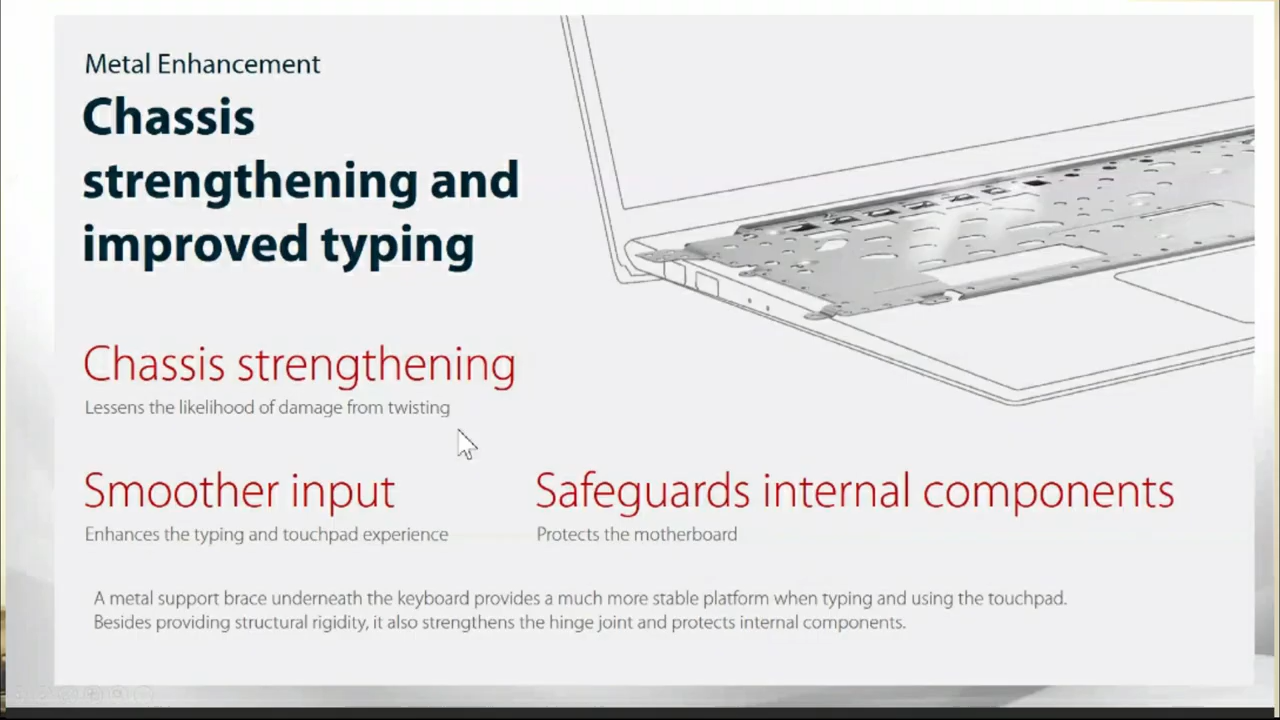 Metal Enhancement
Chassis
strengthening and
improved typing
Chassis strengthening
Lessens the likelihood of damage from twisting
Smoother input
Enhances the typing and touchpad experience
Safeguards internal components
Protects the motherboard
A metal support brace underneath the keyboard provides a much more stable platform when typing and using the touchpad.
Besides providing structural rigidity, it also strengthens the hinge joint and protects internal components.